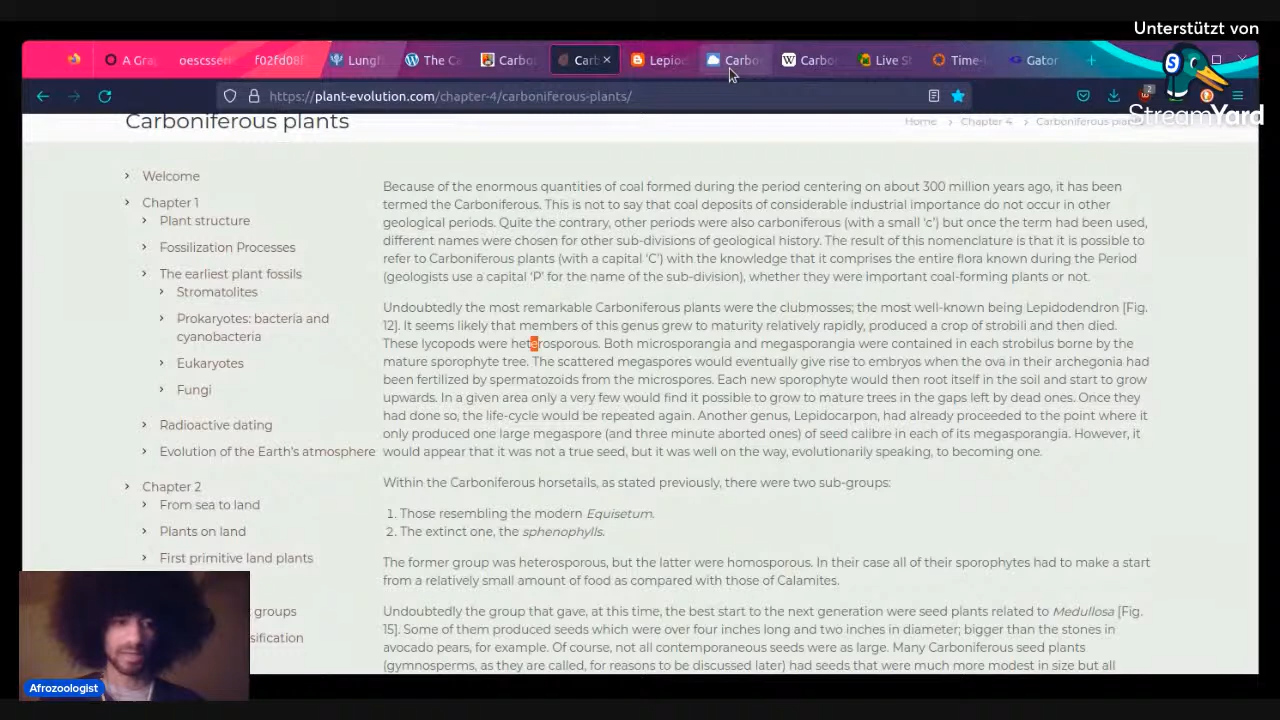 Unterstützt von
StreamYard
A Gra
oescsser
f02fd08f
Lungf
The Ca
Carbo
Carb
Lepio
Carbo
Carbo
Live St
Time-
Gator
https://plant-evolution.com/chapter-4/carboniferous-plants/
2
Carboniferous plants
Home > Chapter 4 > Carboniferous plan
Welcome
Chapter 1
Plant structure
Fossilization Processes
The earliest plant fossils
Stromatolites
Prokaryotes: bacteria and
cyanobacteria
Eukaryotes
Fungi
Radioactive dating
Evolution of the Earth's atmosphere
Chapter 2
From sea to land
Plants on land
First primitive land plants
groups
sification
Because of the enormous quantities of coal formed during the period centering on about 300 million years ago, it has been
termed the Carboniferous. This is not to say that coal deposits of considerable industrial importance do not occur in other
geological periods. Quite the contrary, other periods were also carboniferous (with a small 'c') but once the term had been used,
different names were chosen for other sub-divisions of geological history. The result of this nomenclature is that it is possible to
refer to Carboniferous plants (with a capital 'C') with the knowledge that it comprises the entire flora known during the Period
(geologists use a capital 'P' for the name of the sub-division), whether they were important coal-forming plants or not.
Undoubtedly the most remarkable Carboniferous plants were the clubmosses; the most well-known being Lepidodendron [Fig.
12]. It seems likely that members of this genus grew to maturity relatively rapidly, produced a crop of strobili and then died.
These lycopods were heterosporous. Both microsporangia and megasporangia were contained in each strobilus borne by the
mature sporophyte tree. The scattered megaspores would eventually give rise to embryos when the ova in their archegonia had
been fertilized by spermatozoids from the microspores. Each new sporophyte would then root itself in the soil and start to grow
upwards. In a given area only a very few would find it possible to grow to mature trees in the gaps left by dead ones. Once they
had done so, the life-cycle would be repeated again. Another genus, Lepidocarpon, had already proceeded to the point where it
only produced one large megaspore (and three minute aborted ones) of seed calibre in each of its megasporangia. However, it
would appear that it was not a true seed, but it was well on the way, evolutionarily speaking, to becoming one.
Within the Carboniferous horsetails, as stated previously, there were two sub-groups:
1. Those resembling the modern Equisetum.
2. The extinct one, the sphenophylls.
The former group was heterosporous, but the latter were homosporous. In their case all of their sporophytes had to make a start
from a relatively small amount of food as compared with those of Calamites.
Undoubtedly the group that gave, at this time, the best start to the next generation were seed plants related to Medullosa [Fig.
15]. Some of them produced seeds which were over four inches long and two inches in diameter; bigger than the stones in
avocado pears, for example. Of course, not all contemporaneous seeds were as large. Many Carboniferous seed plants
(gymnosperms, as they are called, for reasons to be discussed later) had seeds that were much more modest in size but all
Afrozoologist